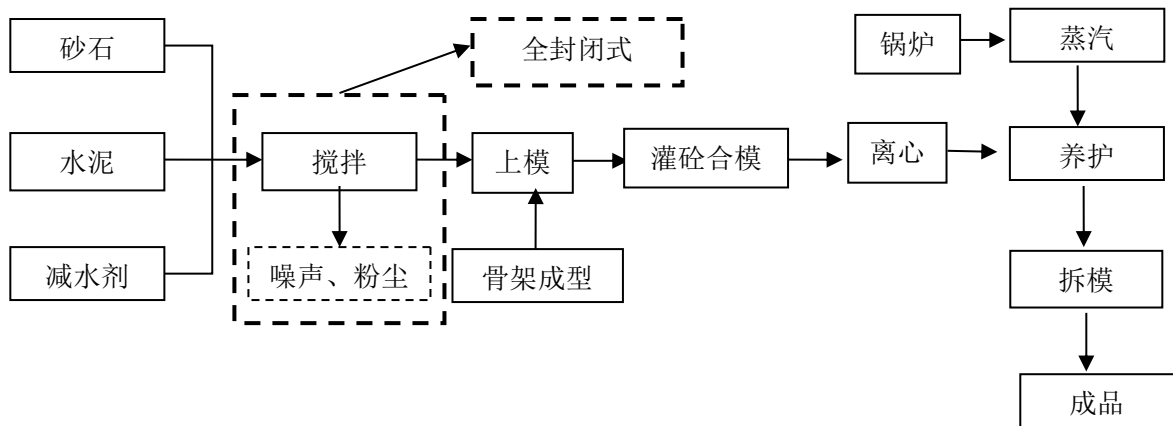 砂石
全封闭式
锅炉
蒸汽
水泥
搅拌
上模
灌砼合模
离心
养护
减水剂
噪声、粉尘
骨架成型
拆模
成品